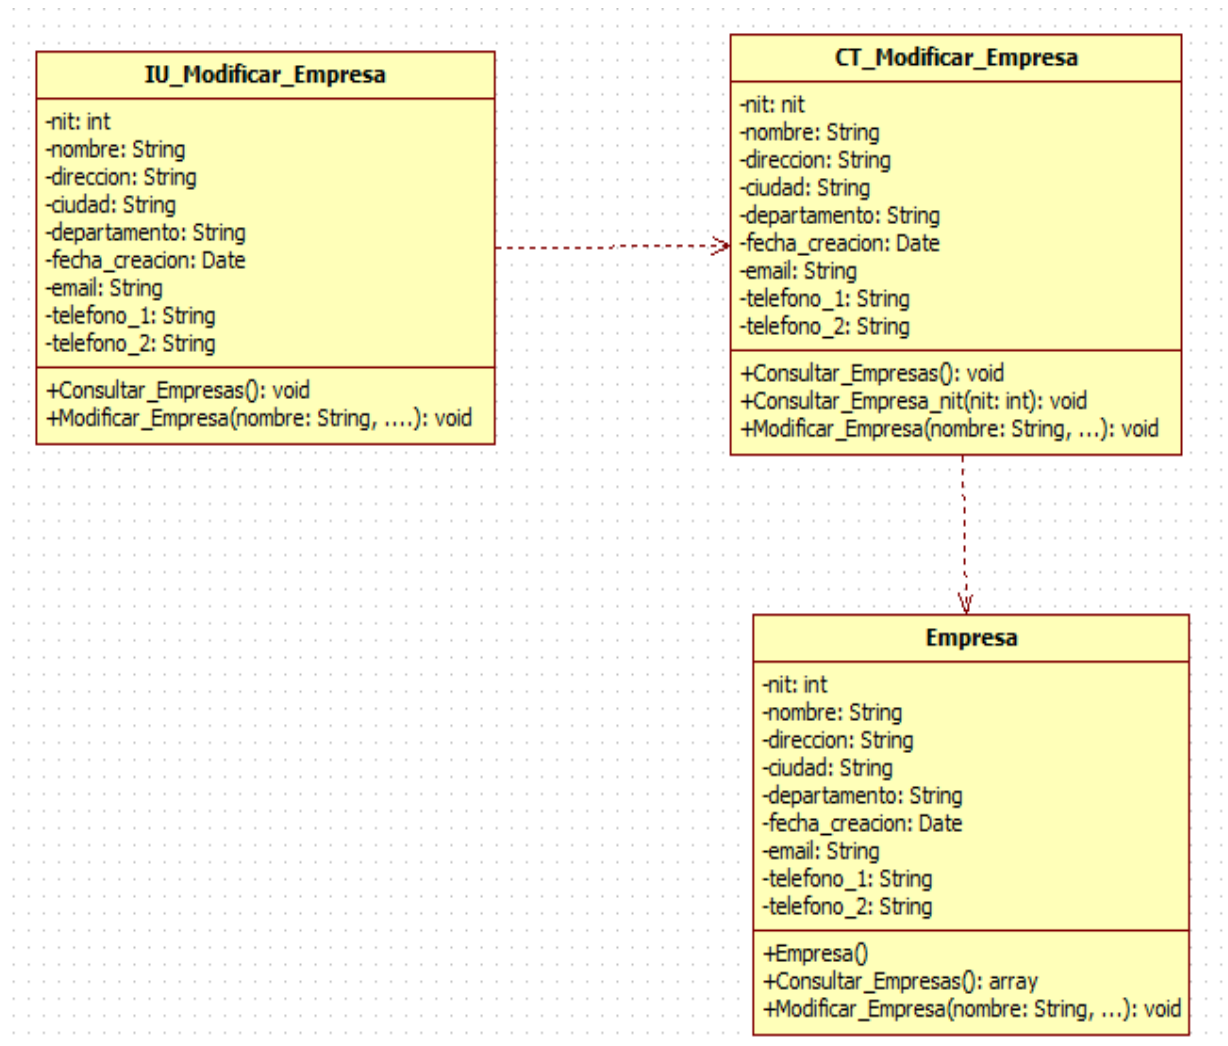 IU_Modificar_Empresa
-nit: int
-nombre: String
-direccion: String
-ciudad: String
-departamento: String
-fecha_creacion: Date
-email: String
-telefono_1: String
-telefono_2: String
+Consultar_Empresas(): void
+Modificar_Empresa(nombre: String, ....): void
CT_Modificar_Empresa
-nit: nit
-nombre: String
-direccion: String
-ciudad: String
-departamento: String
-fecha_creacion: Date
-email: String
-telefono_1: String
-telefono_2: String
+Consultar_Empresas(): void
+Consultar_Empresa_nit(nit: int): void
+Modificar_Empresa(nombre: String, ...): void
Empresa
-nit: int
-nombre: String
-direccion: String
-ciudad: String
-departamento: String
-fecha_creacion: Date
-email: String
-telefono_1: String
-telefono_2: String
+Empresa()
+Consultar_Empresas(): array
+Modificar_Empresa(nombre: String, ...): void